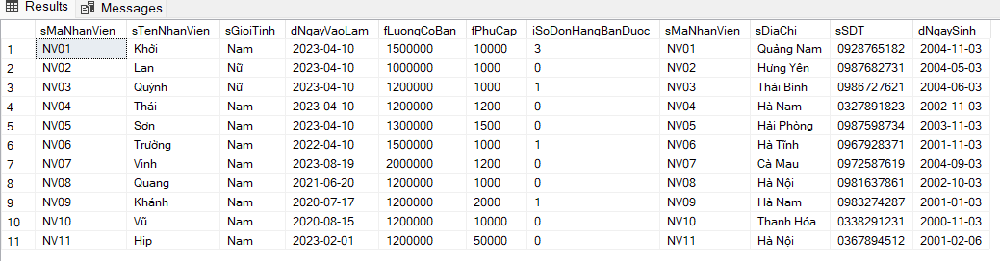 Results Messages
sMaNhanVien sTenNhanVien sGioiTinh dNgayVaoLam fLuongCoBan fPhuCap iSoDonHangBanDuoc sMaNhanVien sDiaChi sSDT dNgaySinh
1 NV01 Khởi Nam 2023-04-10 1500000 10000 3 NV01 Quảng Nam 0928765182 2004-11-03
2 NV02 Lan Nữ 2023-04-10 1000000 1000 0 NV02 Hưng Yên 0987682731 2004-05-03
3 NV03 Quỳnh Nữ 2023-04-10 1200000 1000 1 NV03 Thái Bình 0986727621 2004-06-03
4 NV04 Thái Nam 2023-04-10 1200000 1200 0 NV04 Hà Nam 0327891823 2002-11-03
5 NV05 Sơn Nam 2023-04-10 1300000 1500 0 NV05 Hải Phòng 0987598734 2003-11-03
6 NV06 Trường Nam 2022-04-10 1500000 1000 1 NV06 Hà Tĩnh 0967928371 2001-11-03
7 NV07 Vinh Nam 2023-08-19 2000000 1200 0 NV07 Cà Mau 0972587619 2004-09-03
8 NV08 Quang Nam 2021-06-20 1200000 1000 0 NV08 Hà Nội 0981637861 2002-10-03
9 NV09 Khánh Nam 2020-07-17 1200000 2000 1 NV09 Hà Nam 0983274287 2001-01-03
10 NV10 Vũ Nam 2020-08-15 1200000 10000 0 NV10 Thanh Hóa 0338291231 2000-11-03
11 NV11 Hip Nam 2023-02-01 1200000 50000 0 NV11 Hà Nội 0367894512 2001-02-06